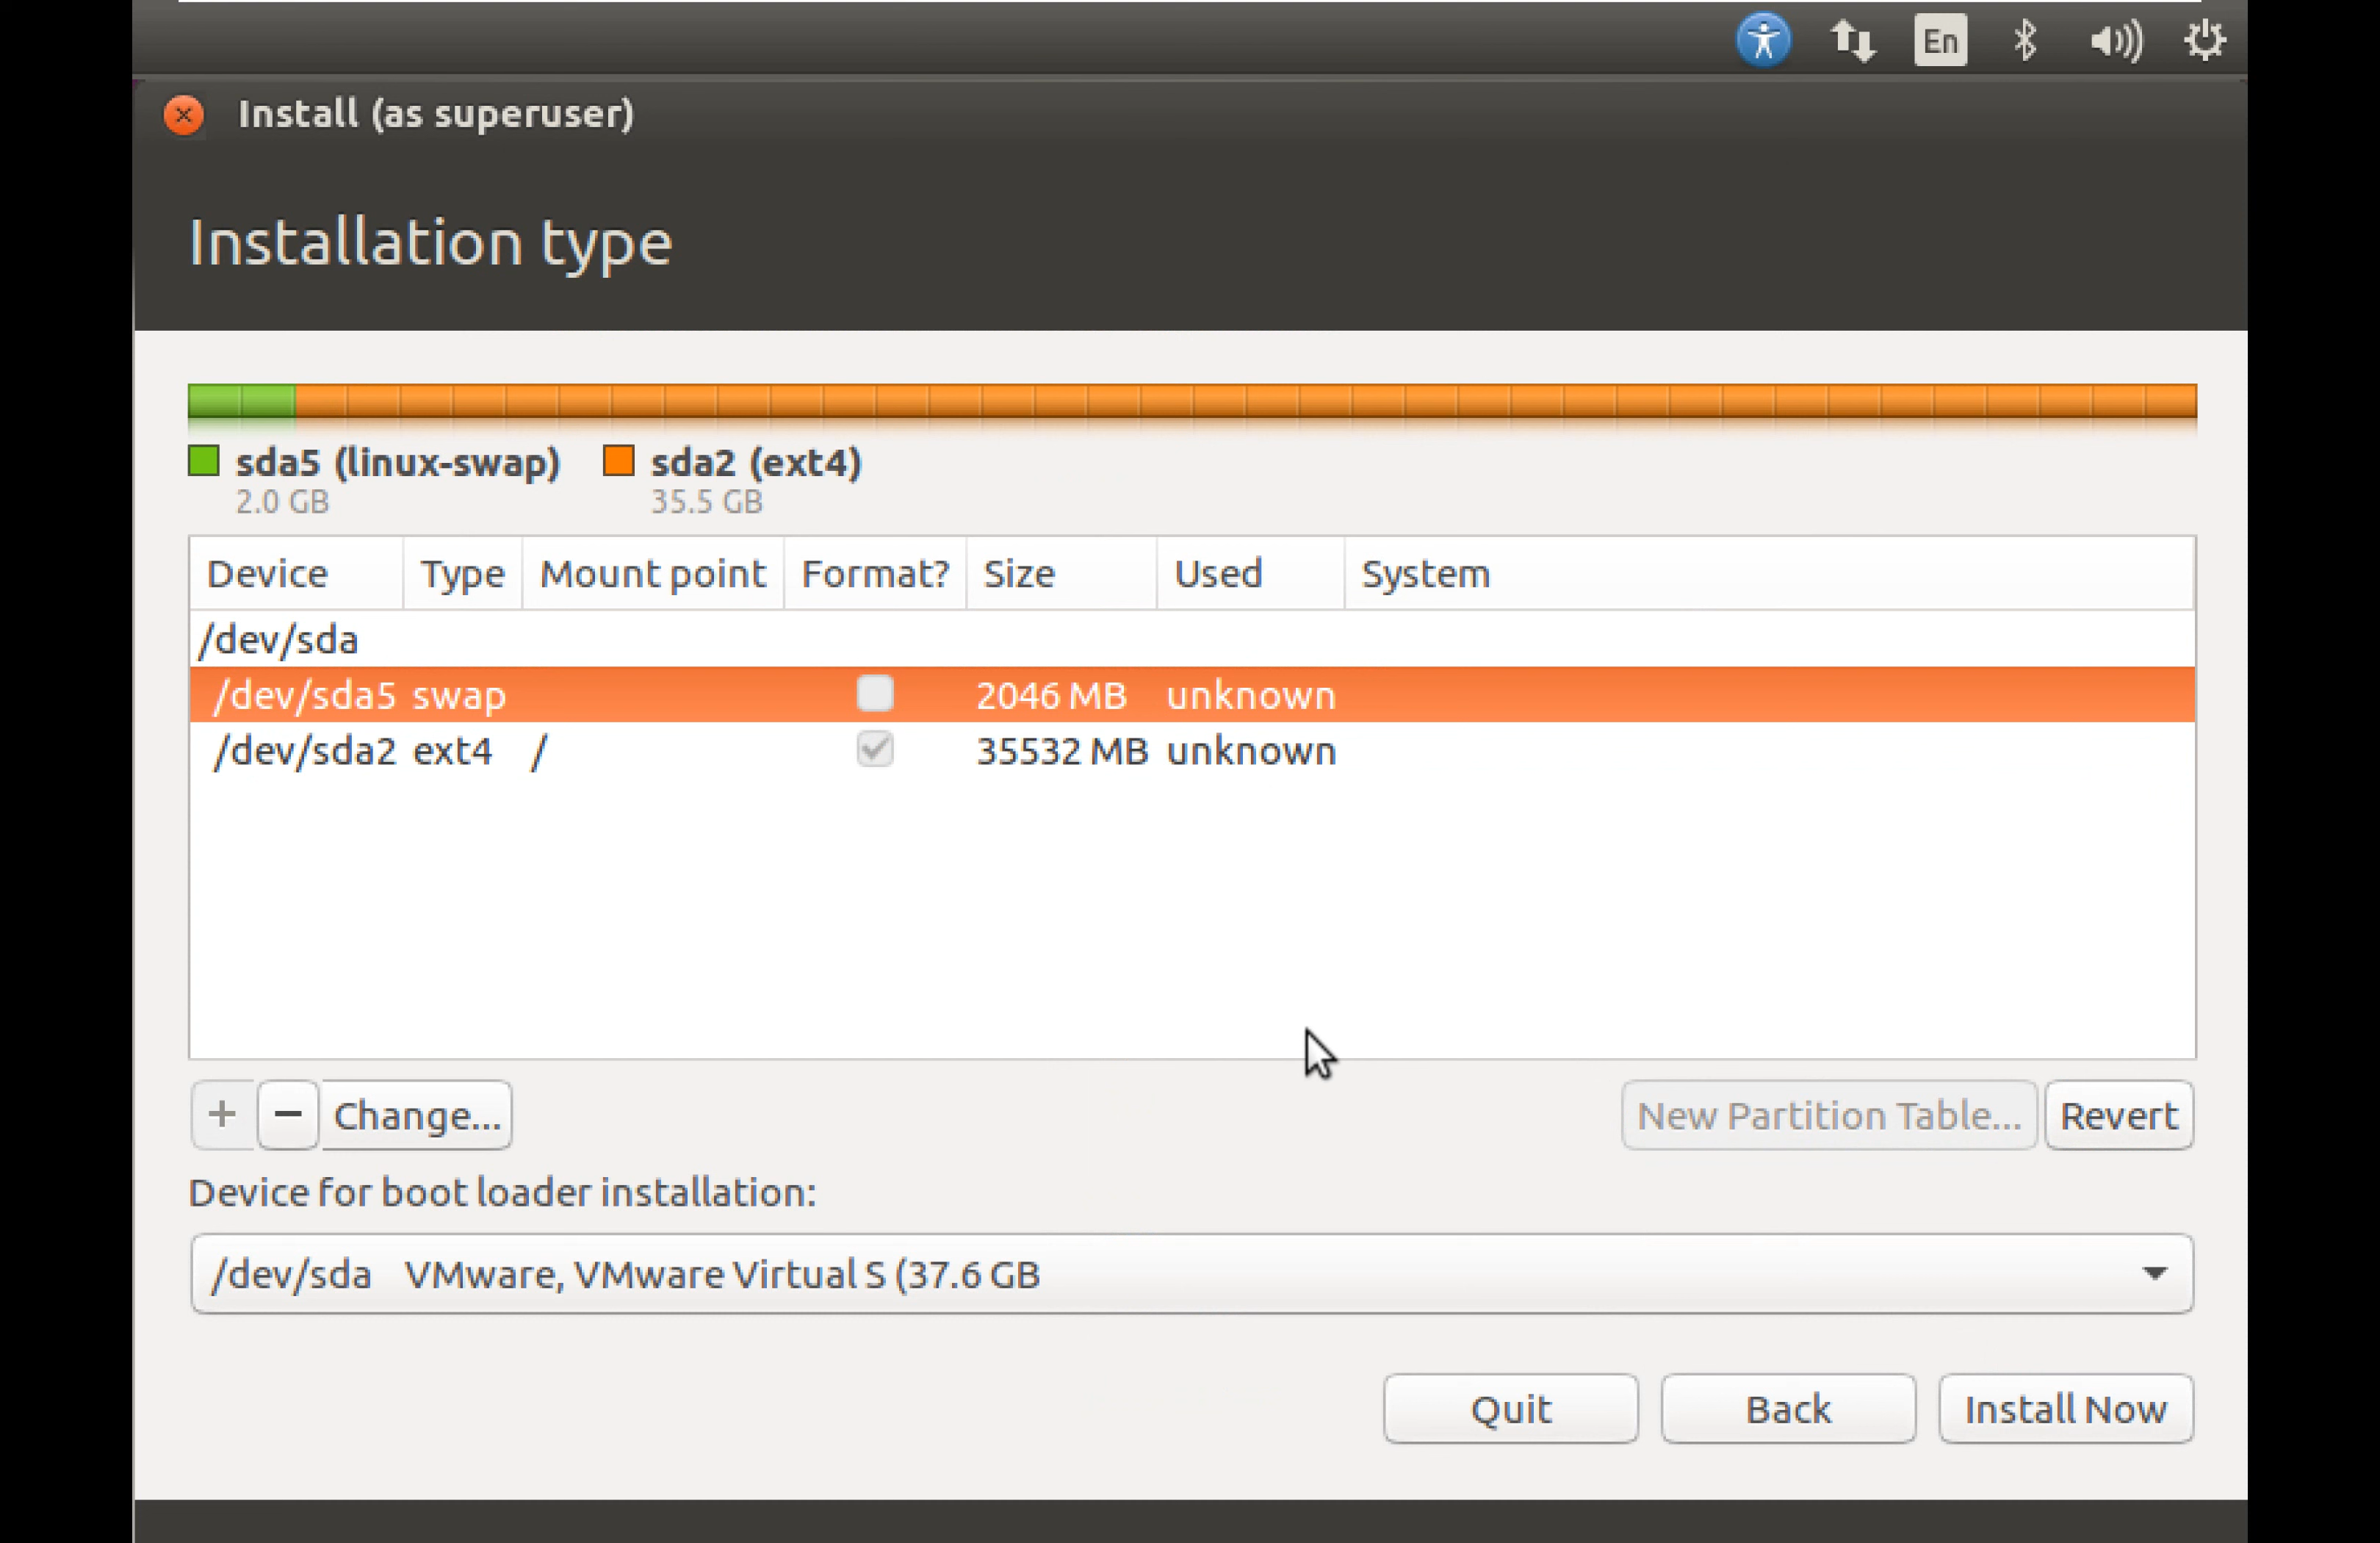 En
Install (as superuser)
Installation type
sda5 (linux-swap) sda2 (ext4)
2.0 GB 35.5 GB
Device Type Mount point Format? Size Used System
/dev/sda
/dev/sda5 swap 2046 MB unknown
/dev/sda2 ext4 / 35532 MB unknown
+ − Change... New Partition Table... Revert
Device for boot loader installation:
/dev/sda VMware, VMware Virtual S (37.6 GB
Quit Back Install Now